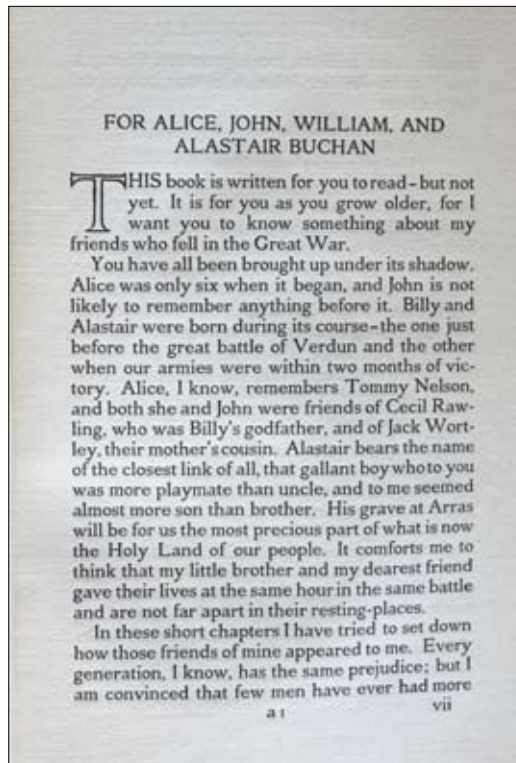 FOR ALICE, JOHN, WILLIAM, AND
ALASTAIR BUCHAN
THIS book is written for you to read–but not
yet. It is for you as you grow older, for I
want you to know something about my
friends who fell in the Great War.
You have all been brought up under its shadow.
Alice was only six when it began, and John is not
likely to remember anything before it. Billy and
Alastair were born during its course–the one just
before the great battle of Verdun and the other
when our armies were within two months of vic-
tory. Alice, I know, remembers Tommy Nelson,
and both she and John were friends of Cecil Raw-
ling, who was Billy's godfather, and of Jack Wort-
ley, their mother's cousin. Alastair bears the name
of the closest link of all, that gallant boy who to you
was more playmate than uncle, and to me seemed
almost more son than brother. His grave at Arras
will be for us the most precious part of what is now
the Holy Land of our people. It comforts me to
think that my little brother and my dearest friend
gave their lives at the same hour in the same battle
and are not far apart in their resting-places.
In these short chapters I have tried to set down
how those friends of mine appeared to me. Every
generation, I know, has the same prejudice; but I
am convinced that few men have ever had more
a 1
vii